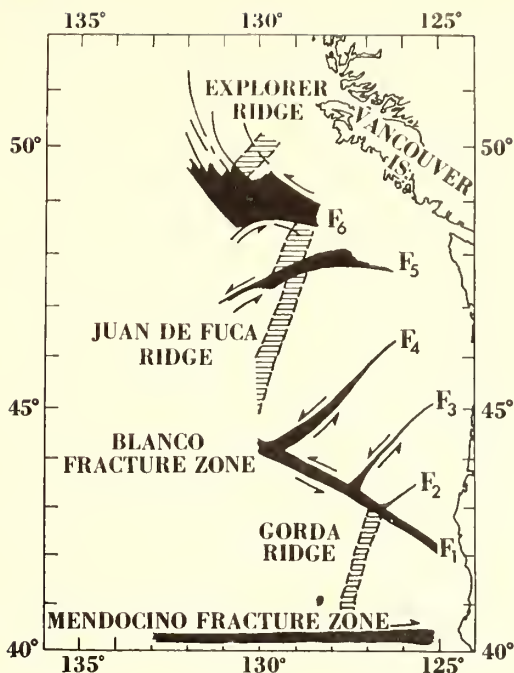 135° 130° 125°
EXPLORER
RIDGE
50° 50°
VANCOUVER
IS.
F6
F5
JUAN DE FUCA
RIDGE
F4
45° 45°
F3
BLANCO
FRACTURE ZONE
F2
GORDA
RIDGE
F1
MENDOCINO FRACTURE ZONE
40° 40°
135° 130° 125°